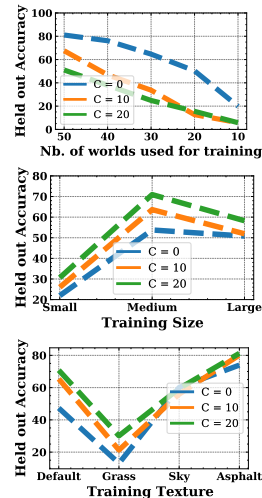 100
80
60
40
20
0
Held out Accuracy
C = 0
C = 10
C = 20
50 40 30 20 10
Nb. of worlds used for training
80
70
60
50
40
30
20
Held out Accuracy
C = 0
C = 10
C = 20
Small Medium Large
Training Size
80
60
40
20
Held out Accuracy
C = 0
C = 10
C = 20
Default Grass Sky Asphalt
Training Texture